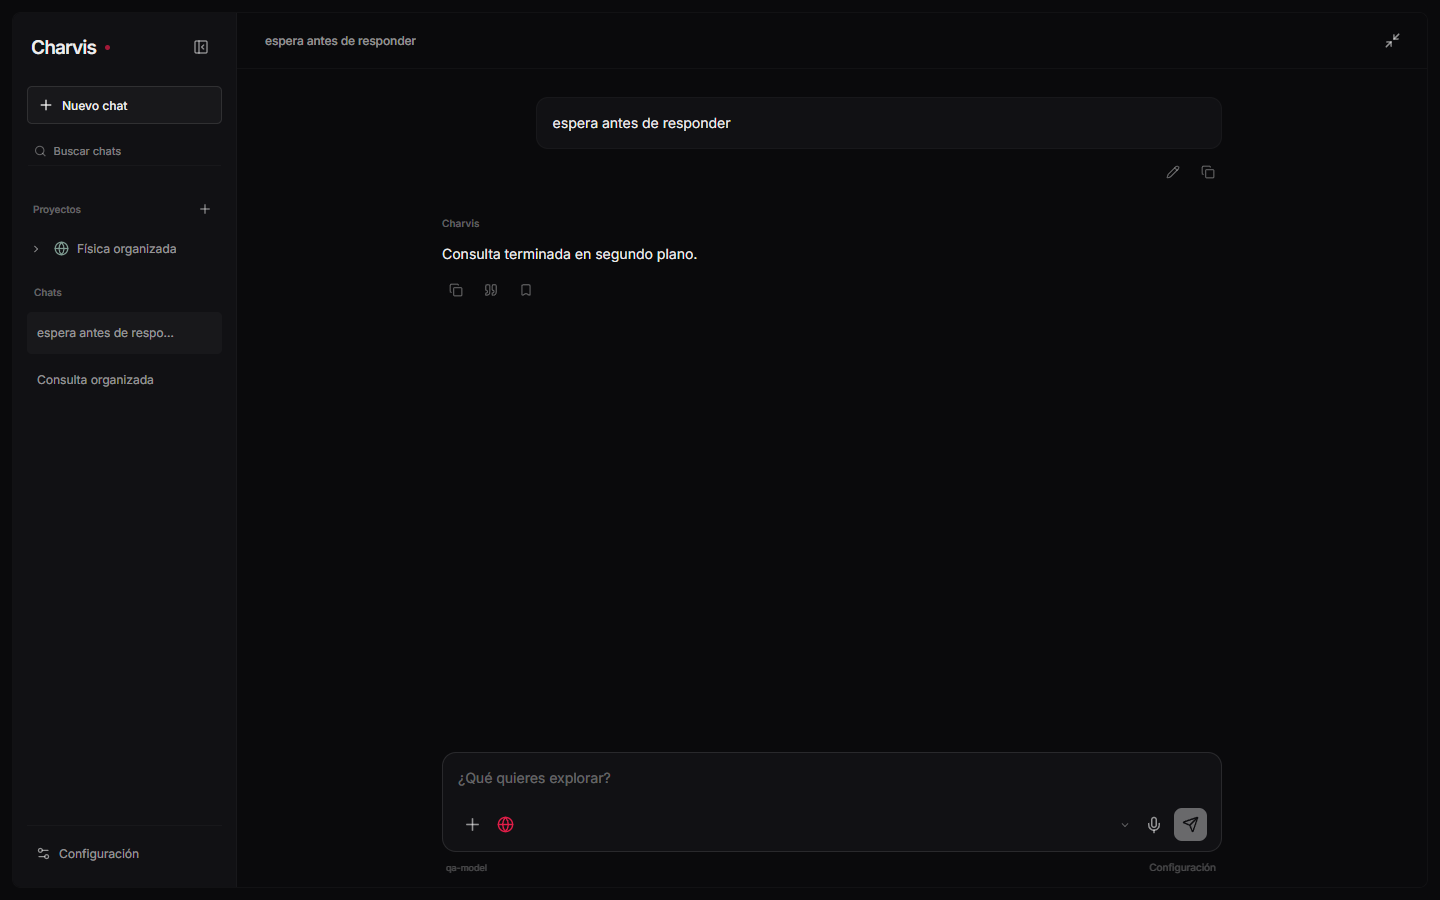 Charvis
espera antes de responder
Nuevo chat
Buscar chats
Proyectos
Física organizada
Chats
espera antes de respo...
Consulta organizada
Configuración
espera antes de responder
Charvis
Consulta terminada en segundo plano.
¿Qué quieres explorar?
qa-model
Configuración